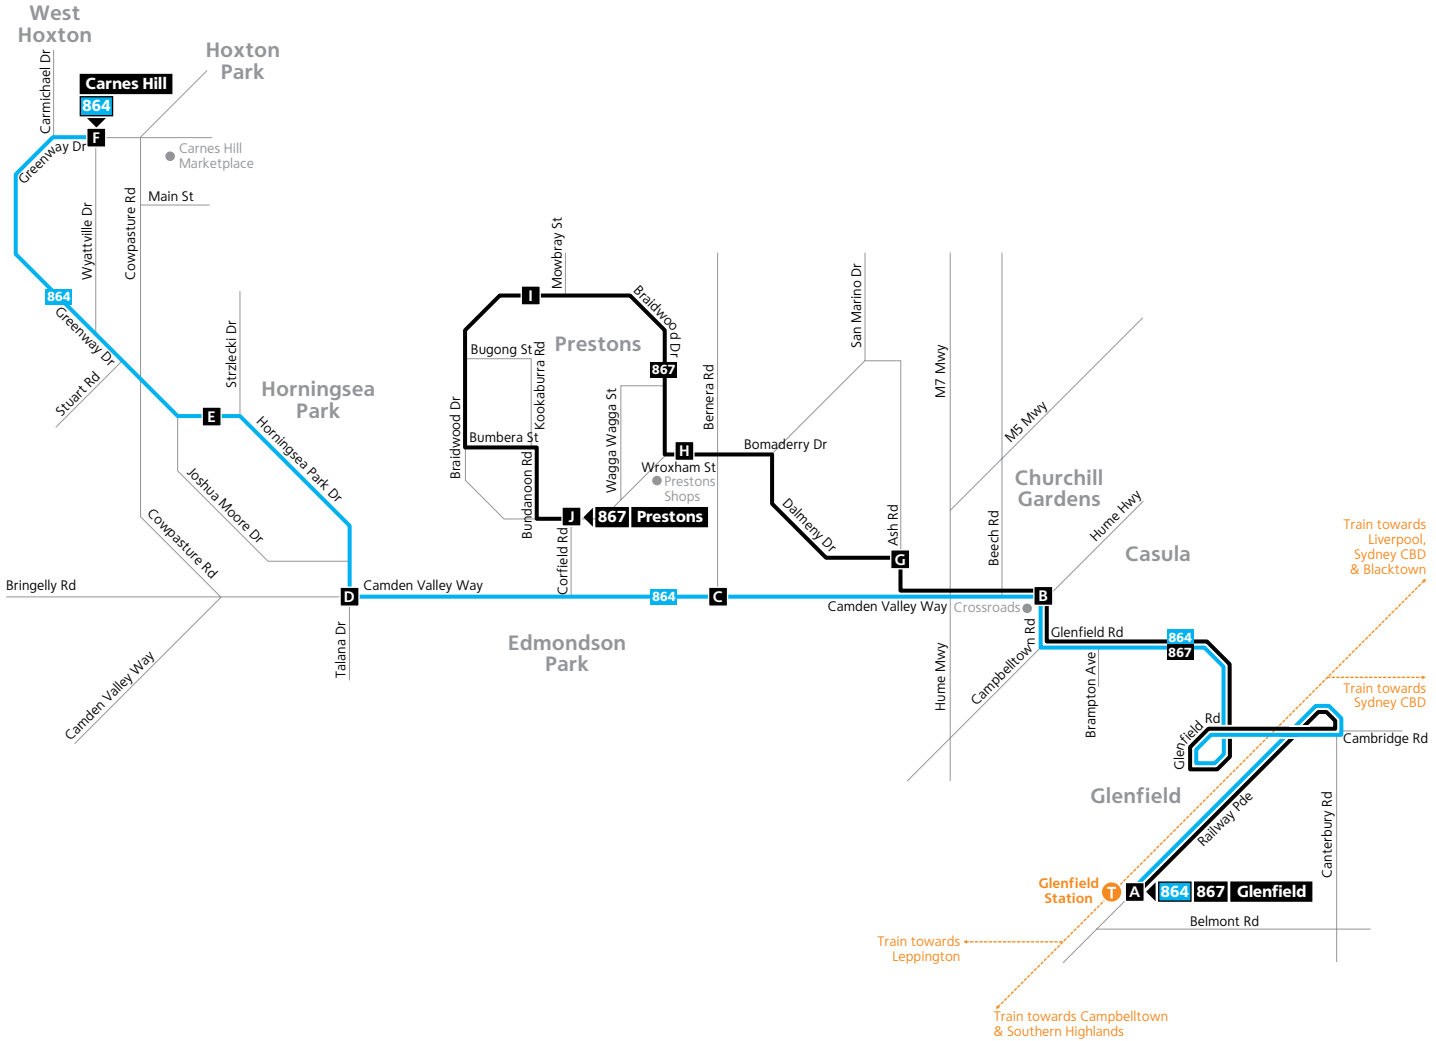 West
Hoxton
Hoxton
Park
Carmichael Dr
Carnes Hill
864
F
Greenway Dr
Carnes Hill
Marketplace
Main St
Wyattville Dr
Cowpasture Rd
864
Greenway Dr
Stuart Rd
Strzlecki Dr
Horningsea
Park
E
Horningsea Park Dr
Joshua Moore Dr
Cowpasture Rd
Bringelly Rd
D
Camden Valley Way
Talana Dr
Camden Valley Way
Mowbray St
I
Braidwood Dr
Prestons
867
Bugong St
Kookaburra Rd
Braidwood Dr
Bumbera St
Bundanoon Rd
Wagga Wagga St
H
Wroxham St
Prestons
Shops
J
867 Prestons
Corfield Rd
Bernera Rd
Bomaderry Dr
Dalmeny Dr
San Marino Dr
Ash Rd
G
M7 Mwy
M5 Mwy
Beech Rd
Churchill
Gardens
Hume Hwy
Casula
864
C
Camden Valley Way
Crossroads
B
Edmondson
Park
Hume Mwy
Campbelltown Rd
Glenfield Rd
864
867
Brampton Ave
Glenfield Rd
Train towards
Liverpool,
Sydney CBD
& Blacktown
Train towards
Sydney CBD
Cambridge Rd
Glenfield
Railway Pde
Canterbury Rd
Glenfield
Station
T
A
864 867 Glenfield
Belmont Rd
Train towards
Leppington
Train towards Campbelltown
& Southern Highlands